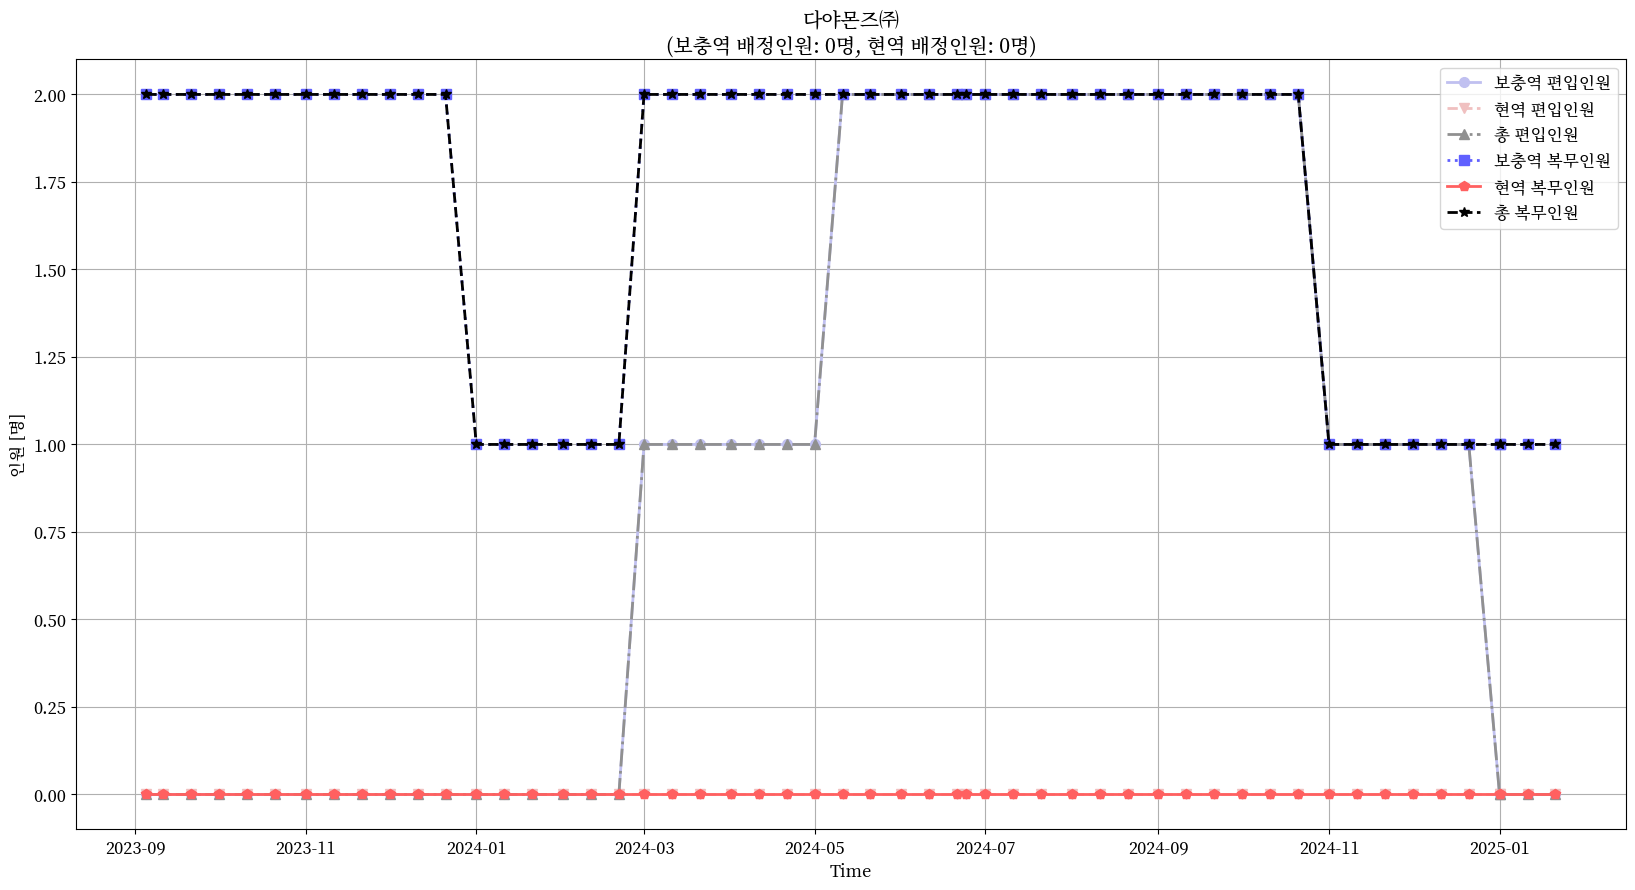 다야몬즈㈜
(보충역 배정인원: 0명, 현역 배정인원: 0명)
보충역 편입인원
현역 편입인원
총 편입인원
보충역 복무인원
현역 복무인원
총 복무인원
인원 [명]
2.00
1.75
1.50
1.25
1.00
0.75
0.50
0.25
0.00
2023-09
2023-11
2024-01
2024-03
2024-05
2024-07
2024-09
2024-11
2025-01
Time